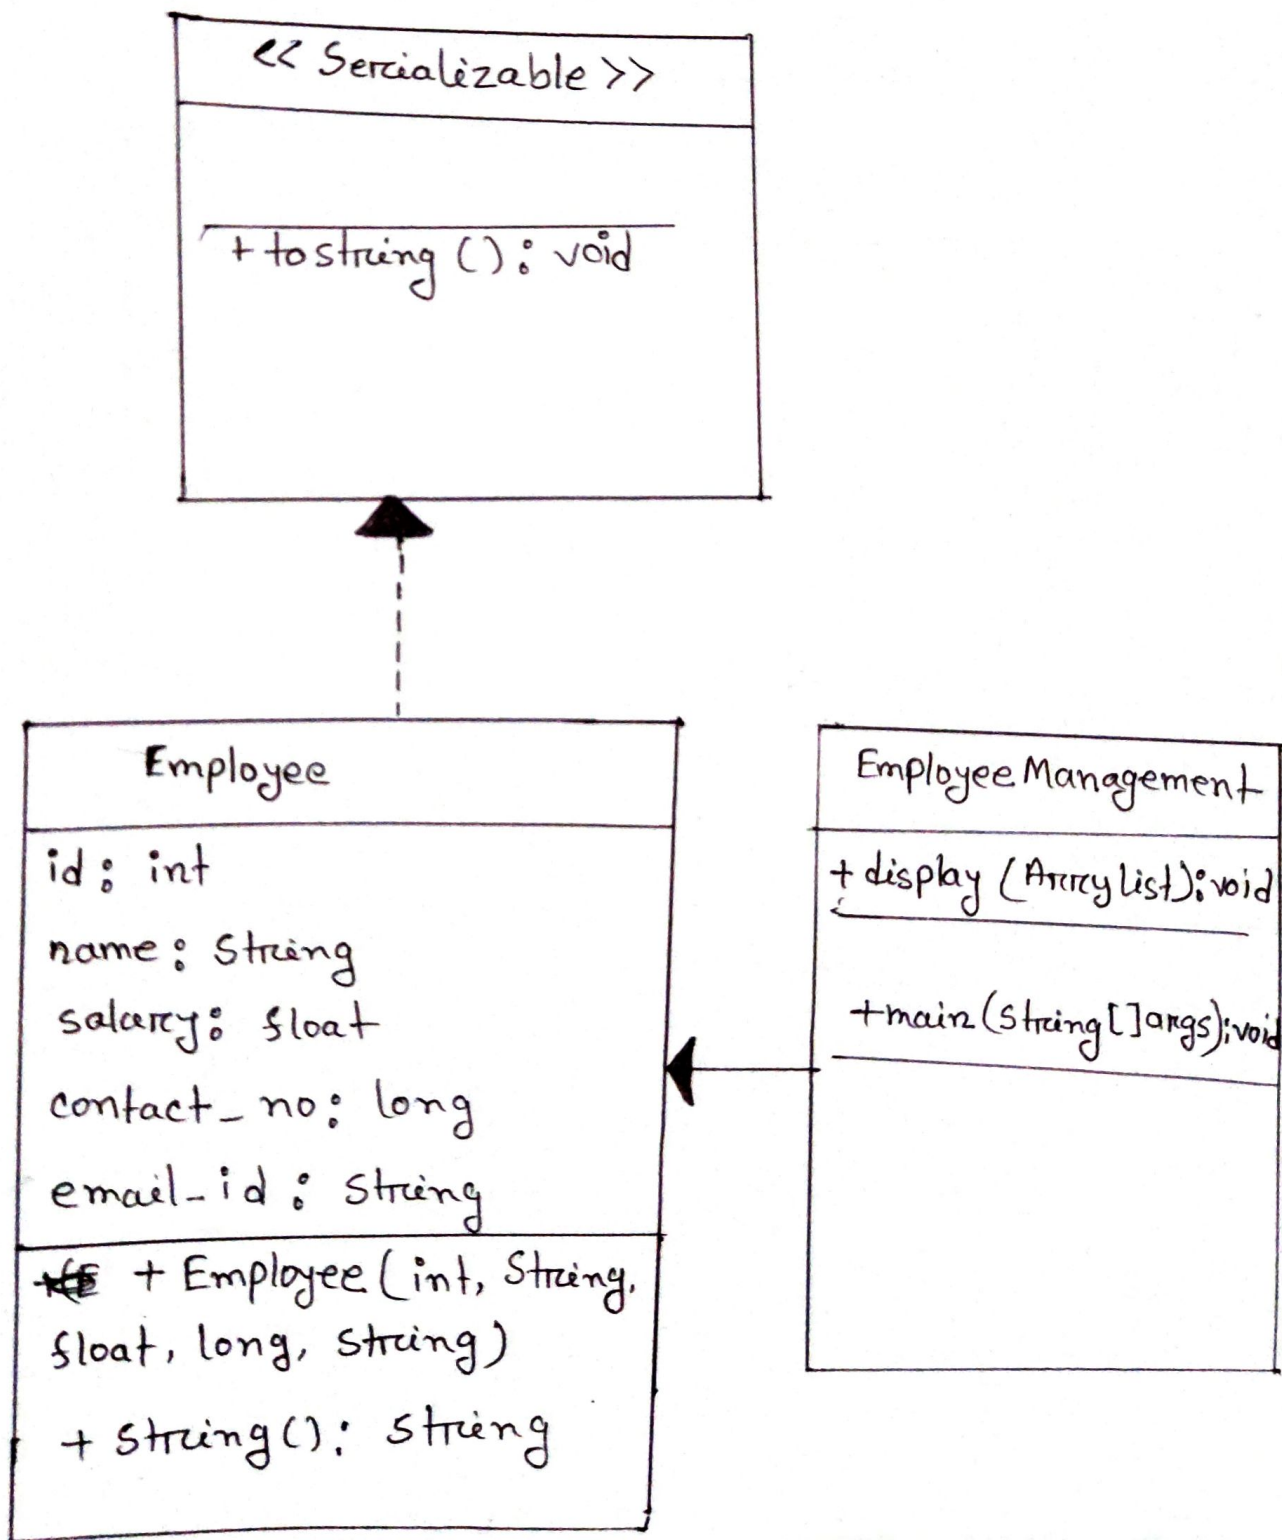 << Serializable >>
+ tostring () : void
Employee
id : int
name : String
salary : float
contact_no : long
email_id : String
+ Employee (int, String,
float, long, String)
+ String() : String
EmployeeManagement
+ display (Arrylist) : void
+main (String [] args) ; void